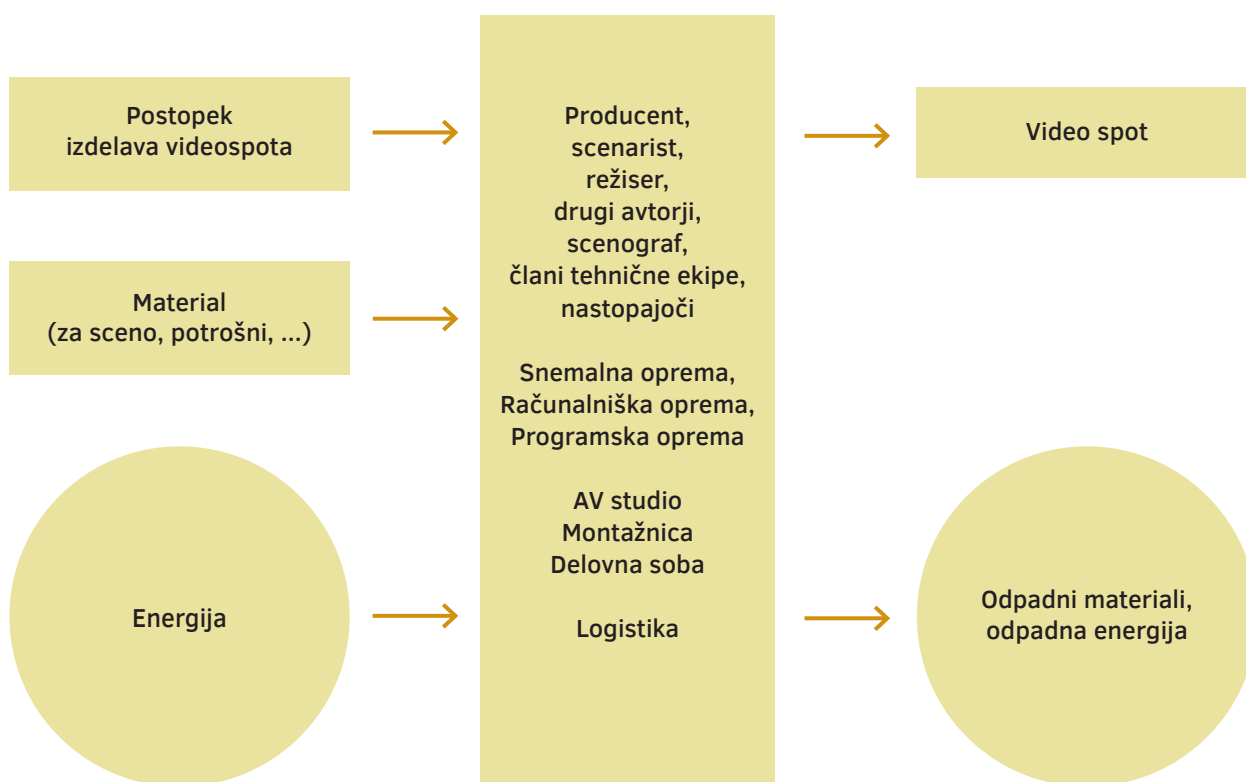 Postopek
izdelava videospota
Material
(za sceno, potrošni, ...)
Energija
Producent,
scenarist,
režiser,
drugi avtorji,
scenograf,
člani tehnične ekipe,
nastopajoči
Snemalna oprema,
Računalniška oprema,
Programska oprema
AV studio
Montažnica
Delovna soba
Logistika
Video spot
Odpadni materiali,
odpadna energija